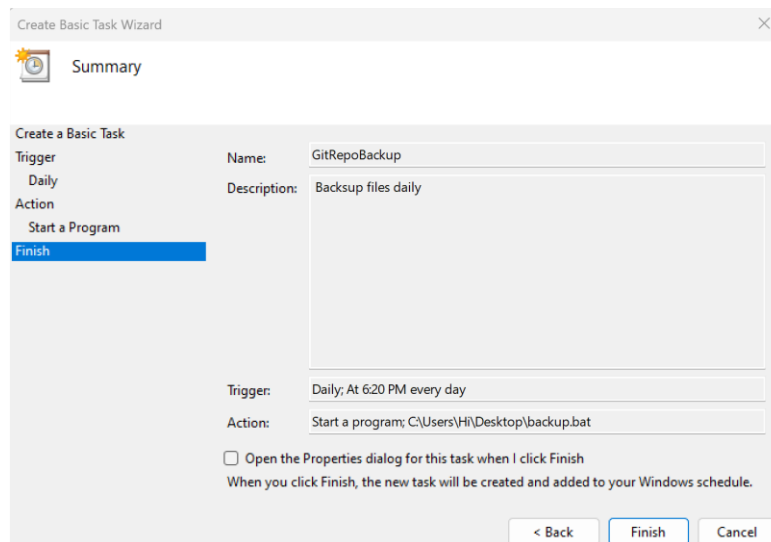 Create Basic Task Wizard
Summary
Create a Basic Task
Trigger
Daily
Action
Start a Program
Finish
Name:
GitRepoBackup
Description:
Backsup files daily
Trigger:
Daily; At 6:20 PM every day
Action:
Start a program; C:\Users\Hi\Desktop\backup.bat
Open the Properties dialog for this task when I click Finish
When you click Finish, the new task will be created and added to your Windows schedule.
< Back
Finish
Cancel